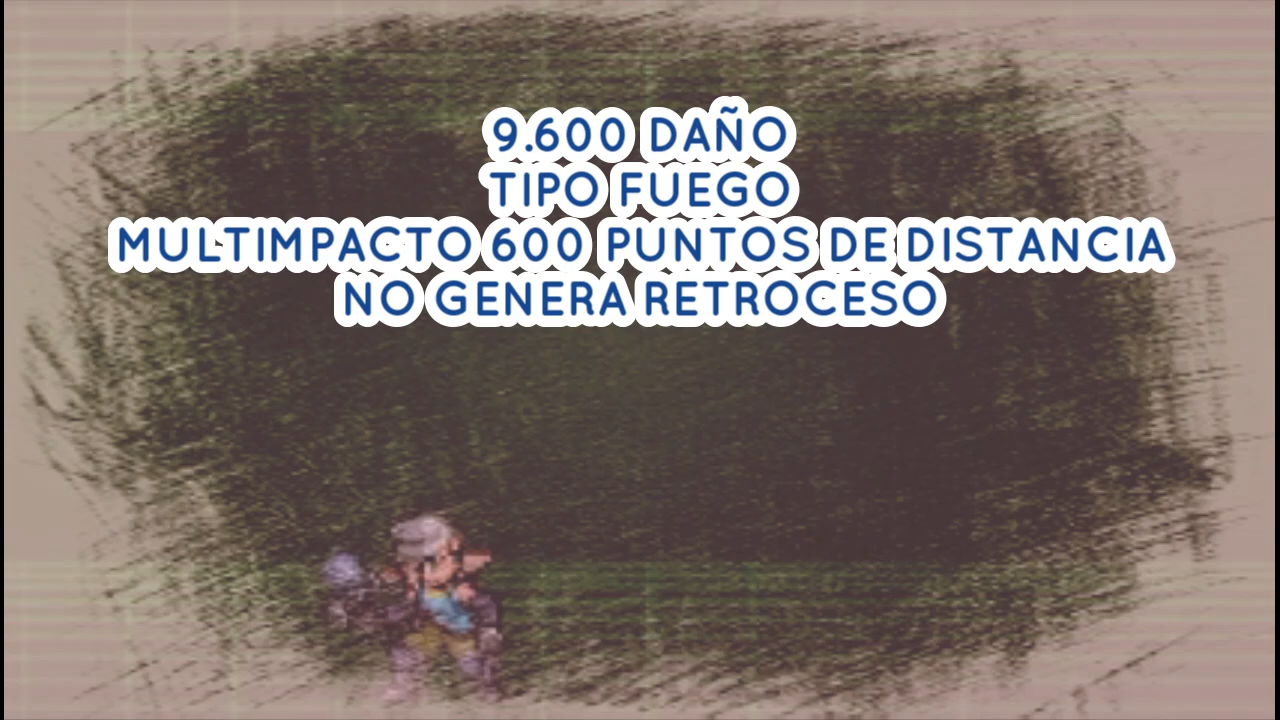 9.600 DAÑO
TIPO FUEGO
MULTIMPACTO 600 PUNTOS DE DISTANCIA
NO GENERA RETROCESO